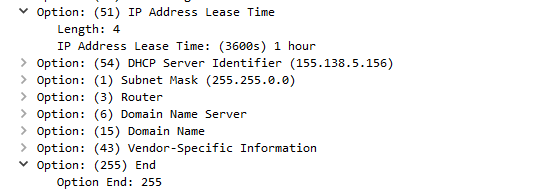 Option: (51) IP Address Lease Time
Length: 4
IP Address Lease Time: (3600s) 1 hour
Option: (54) DHCP Server Identifier (155.138.5.156)
Option: (1) Subnet Mask (255.255.0.0)
Option: (3) Router
Option: (6) Domain Name Server
Option: (15) Domain Name
Option: (43) Vendor-Specific Information
Option: (255) End
Option End: 255